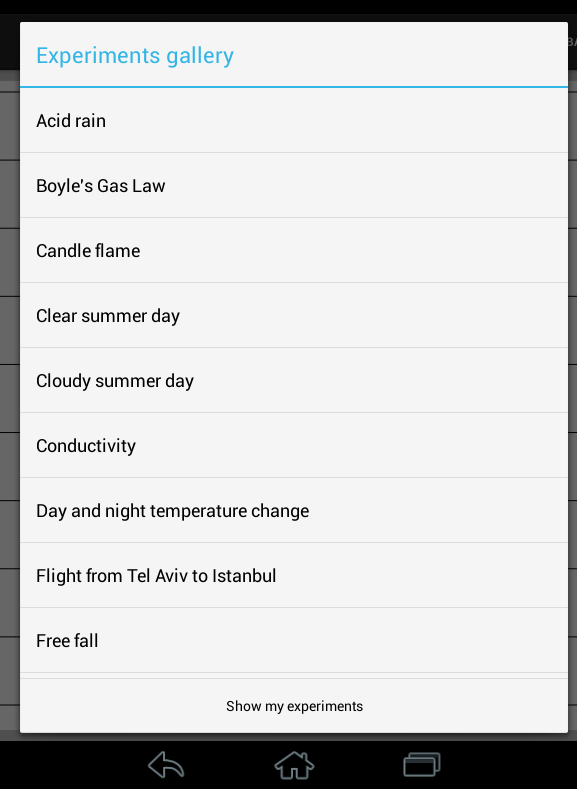 Experiments gallery
Acid rain
Boyle's Gas Law
Candle flame
Clear summer day
Cloudy summer day
Conductivity
Day and night temperature change
Flight from Tel Aviv to Istanbul
Free fall
Show my experiments